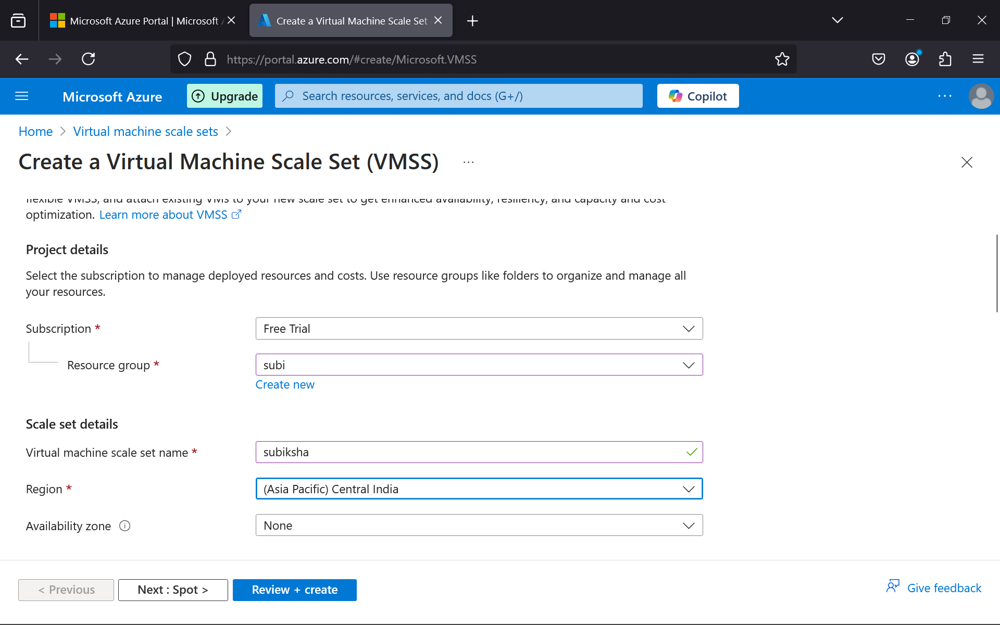 Microsoft Azure Portal | Microsoft
Create a Virtual Machine Scale Set
https://portal.azure.com/#create/Microsoft.VMSS
Microsoft Azure
Upgrade
Search resources, services, and docs (G+/)
Copilot
Home > Virtual machine scale sets >
Create a Virtual Machine Scale Set (VMSS) ...
flexible VMSS, and attach existing VMs to your new scale set to get enhanced availability, resiliency, and capacity and cost
optimization. Learn more about VMSS
Project details
Select the subscription to manage deployed resources and costs. Use resource groups like folders to organize and manage all
your resources.
Subscription *
Free Trial
Resource group *
subi
Create new
Scale set details
Virtual machine scale set name *
subiksha
Region *
(Asia Pacific) Central India
Availability zone
None
< Previous
Next : Spot >
Review + create
Give feedback